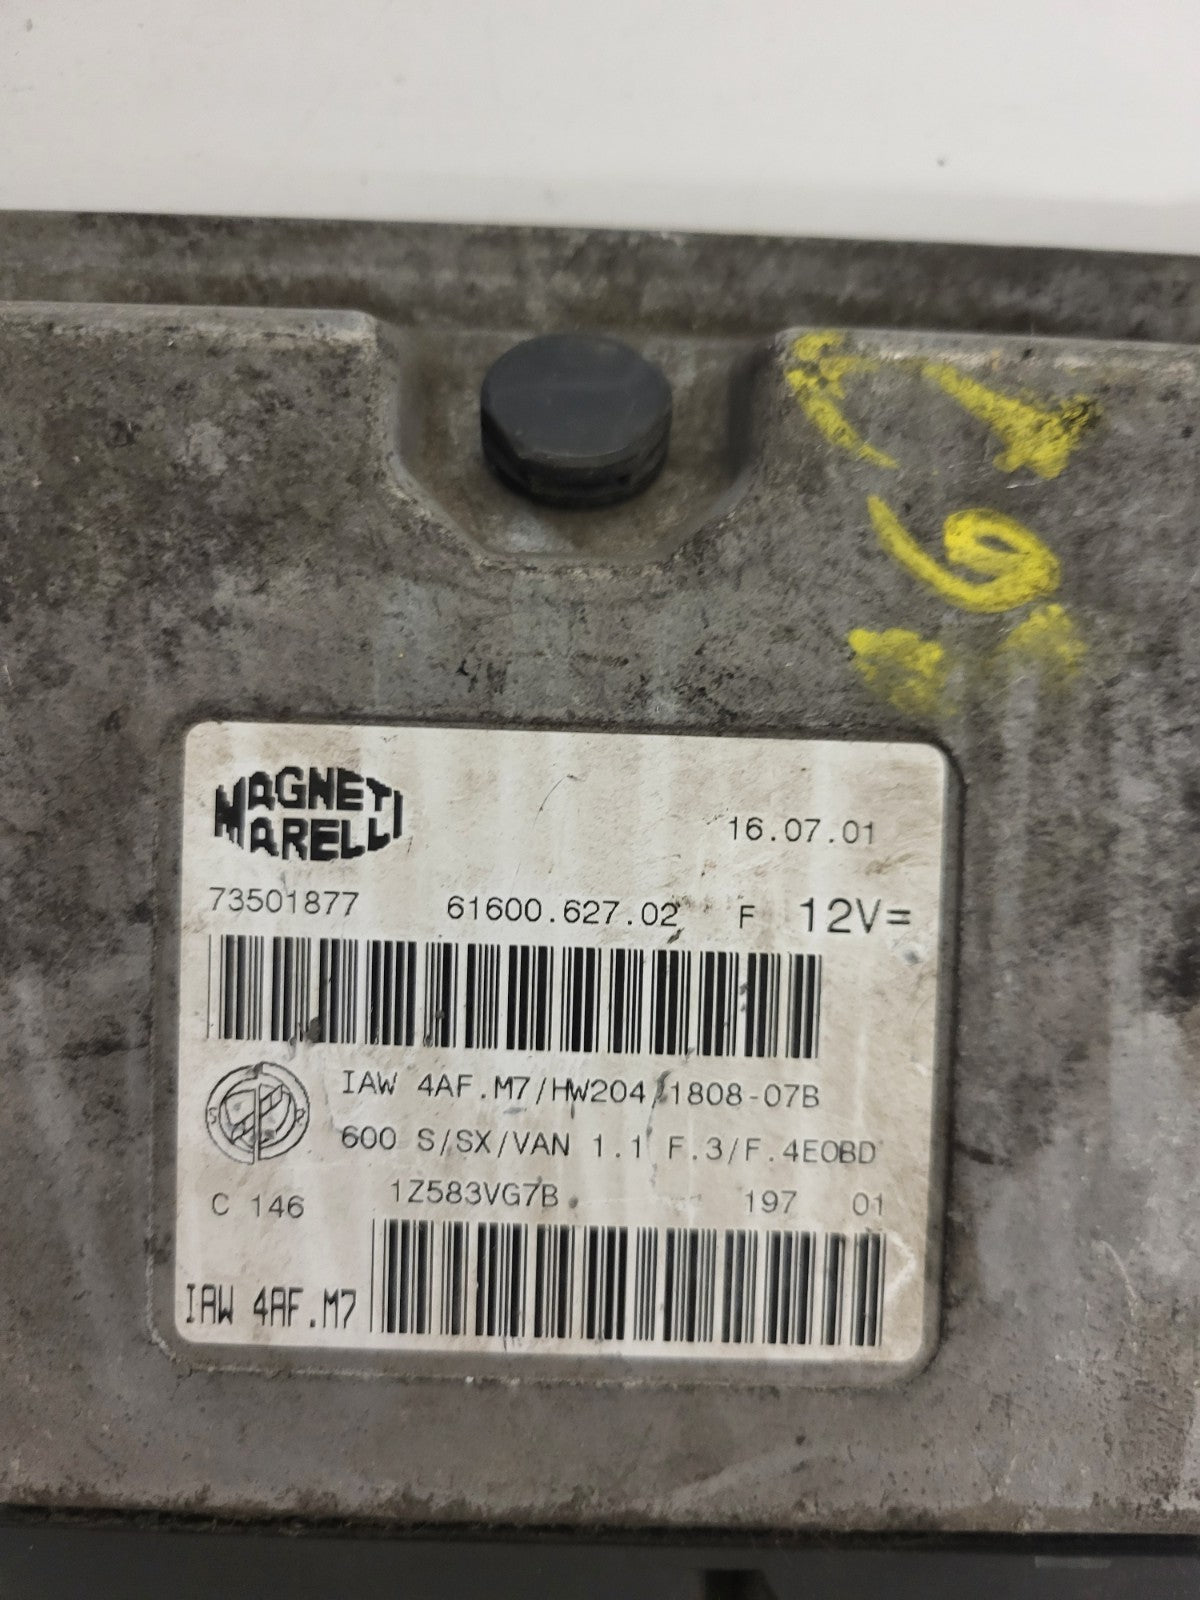 MAGNETI
MARELLI
16.07.01
73501877 61600.627.02 F 12V=
IAW 4AF.M7/HW204/1808-07B
S R
600 S/SX/VAN 1.1 F.3/F.4EOBD
C 146 1Z583VG7B 197 01
IAW 4AF.M7